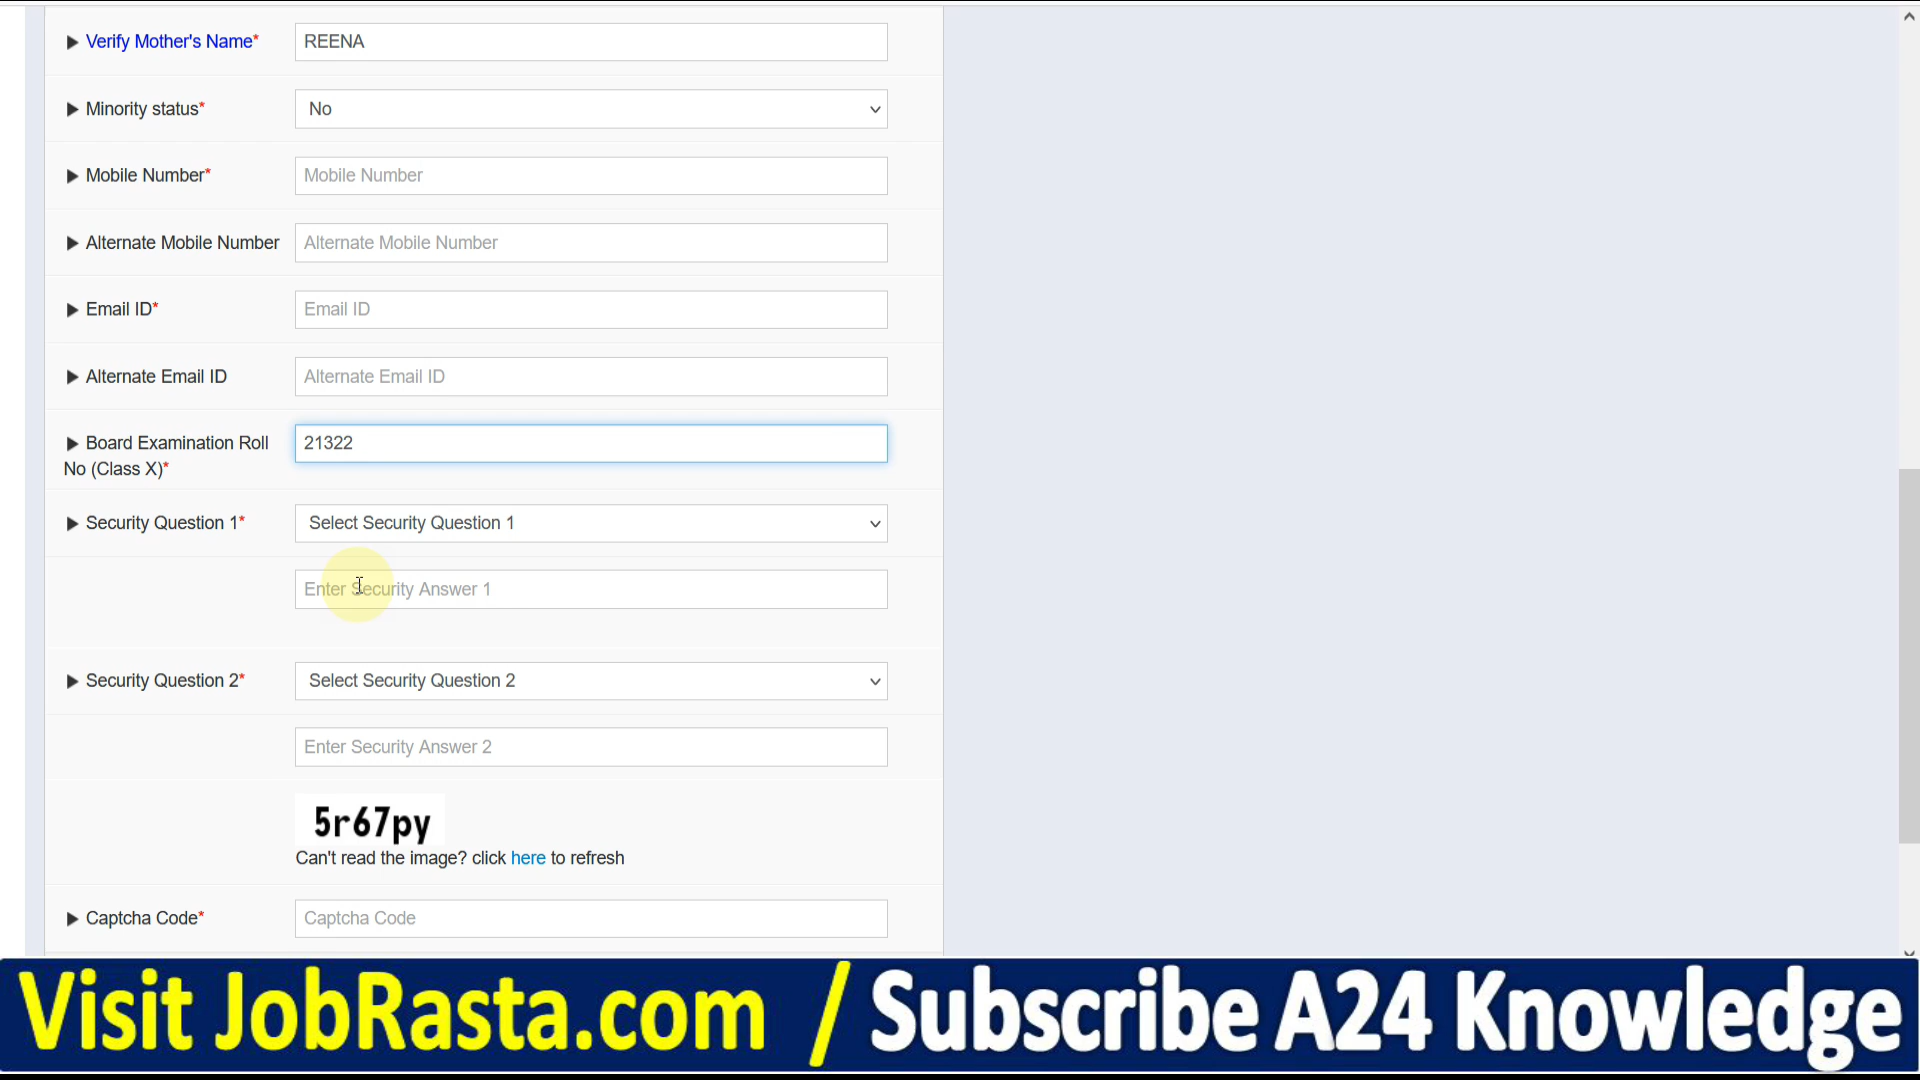 Verify Mother's Name*
REENA
Minority status*
No
Mobile Number*
Mobile Number
Alternate Mobile Number
Alternate Mobile Number
Email ID*
Email ID
Alternate Email ID
Alternate Email ID
Board Examination Roll
No (Class X)*
21322
Security Question 1*
Select Security Question 1
Enter Security Answer 1
Security Question 2*
Select Security Question 2
Enter Security Answer 2
5r67py
Can't read the image? click here to refresh
Captcha Code*
Captcha Code
Visit JobRasta.com / Subscribe A24 Knowledge